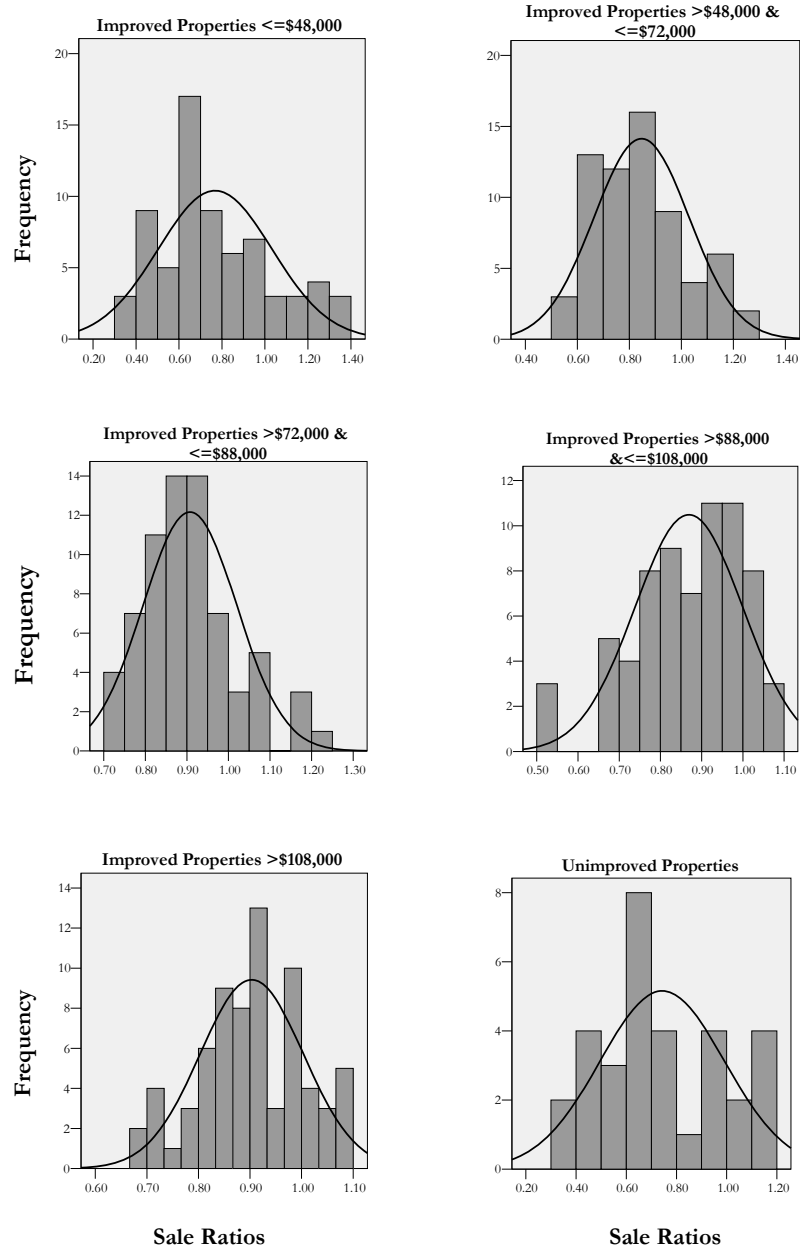 Improved Properties <=$48,000
Improved Properties >$48,000 &
<=$72,000
20
15
10
5
0
Frequency
0.20 0.40 0.60 0.80 1.00 1.20 1.40
20
15
10
5
0
0.40 0.60 0.80 1.00 1.20 1.40
Improved Properties >$72,000 &
<=$88,000
14
12
10
8
6
4
2
0
Frequency
0.70 0.80 0.90 1.00 1.10 1.20 1.30
Improved Properties >$88,000
&<=$108,000
12
10
8
6
4
2
0
0.50 0.60 0.70 0.80 0.90 1.00 1.10
Improved Properties >$108,000
14
12
10
8
6
4
2
0
Frequency
0.60 0.70 0.80 0.90 1.00 1.10
Sale Ratios
Unimproved Properties
8
6
4
2
0
0.20 0.40 0.60 0.80 1.00 1.20
Sale Ratios